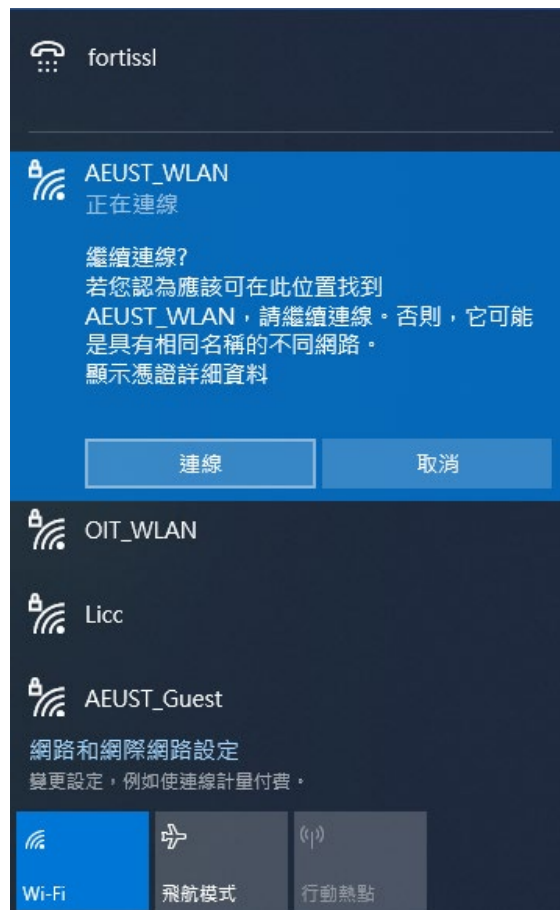 fortissl
AEUST_WLAN
正在連線
繼續連線?
若您認為應該可在此位置找到
AEUST_WLAN，請繼續連線。否則，它可能
是具有相同名稱的不同網路。
顯示憑證詳細資料
連線
取消
OIT_WLAN
Licc
AEUST_Guest
網路和網際網路設定
變更設定，例如使連線計量付費。
Wi-Fi
飛航模式
行動熱點